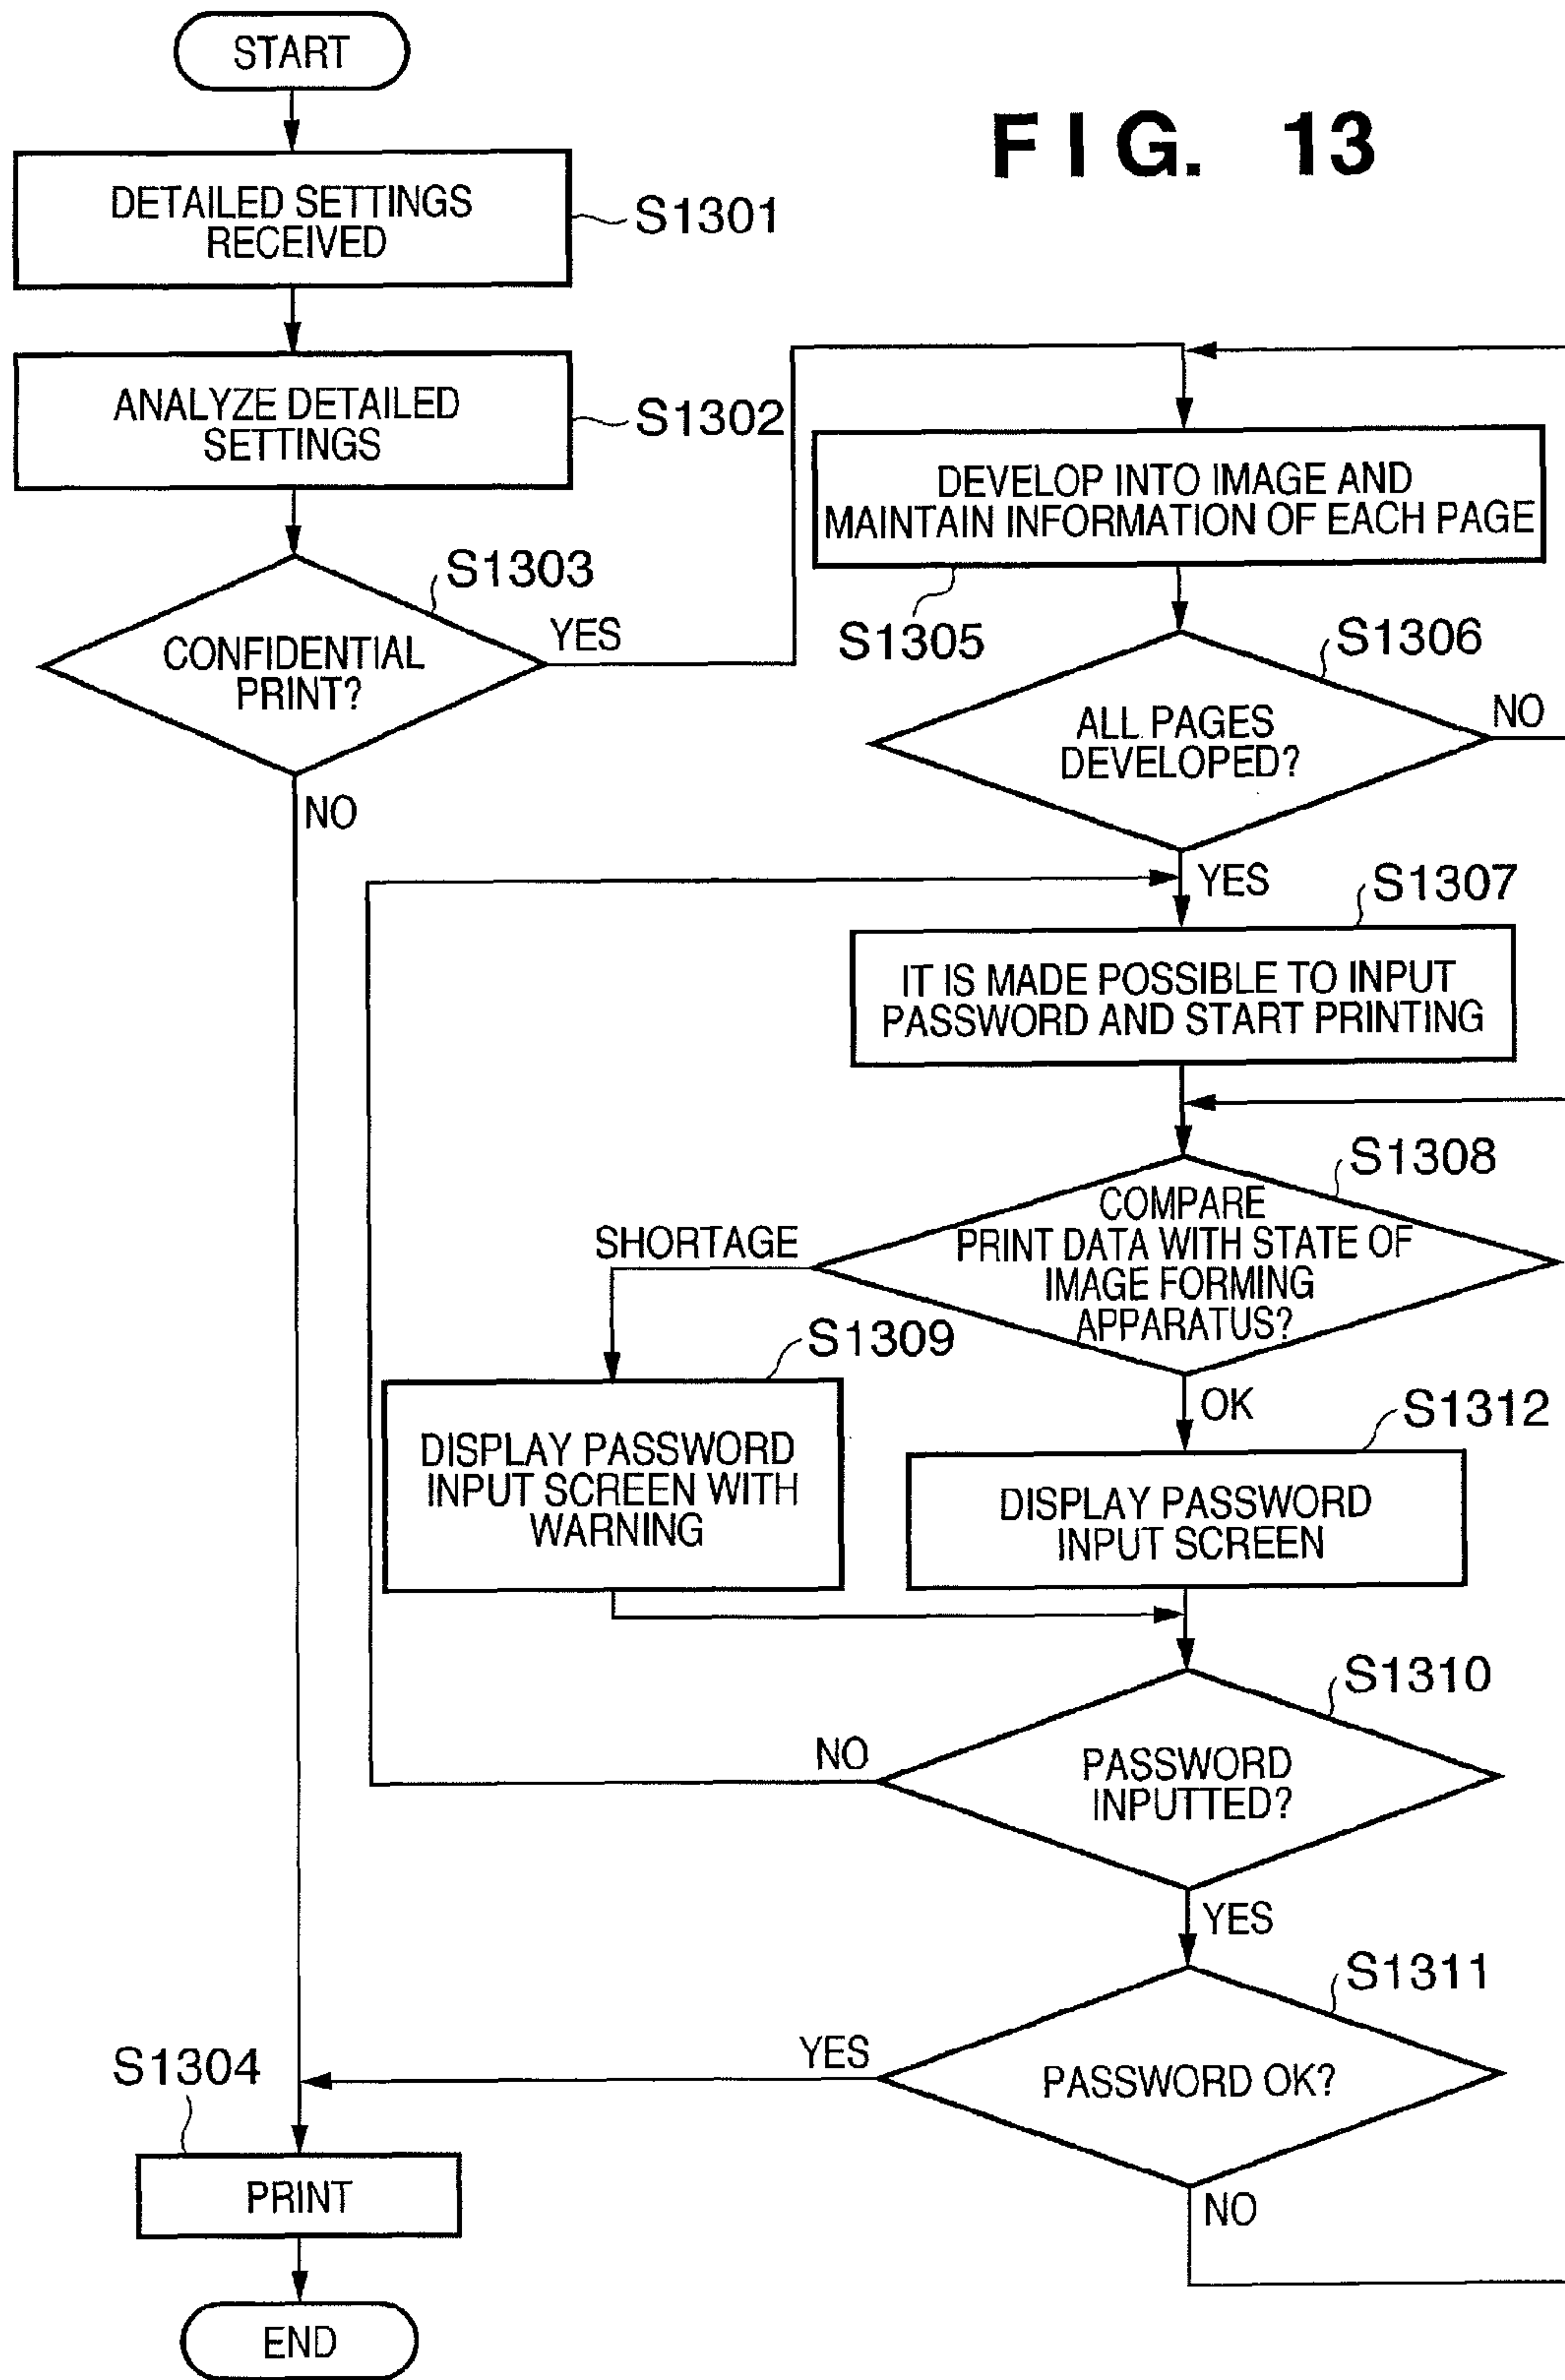 FIG. 13
START
DETAILED SETTINGS
RECEIVED
S1301
ANALYZE DETAILED
SETTINGS
S1302
S1303
CONFIDENTIAL
PRINT?
YES
NO
DEVELOP INTO IMAGE AND
MAINTAIN INFORMATION OF EACH PAGE
S1305
S1306
ALL PAGES
DEVELOPED?
NO
YES
S1307
IT IS MADE POSSIBLE TO INPUT
PASSWORD AND START PRINTING
S1308
COMPARE
PRINT DATA WITH STATE OF
IMAGE FORMING
APPARATUS?
SHORTAGE
OK
S1309
DISPLAY PASSWORD
INPUT SCREEN WITH
WARNING
S1312
DISPLAY PASSWORD
INPUT SCREEN
S1310
PASSWORD
INPUTTED?
NO
YES
S1311
PASSWORD OK?
YES
NO
S1304
PRINT
END